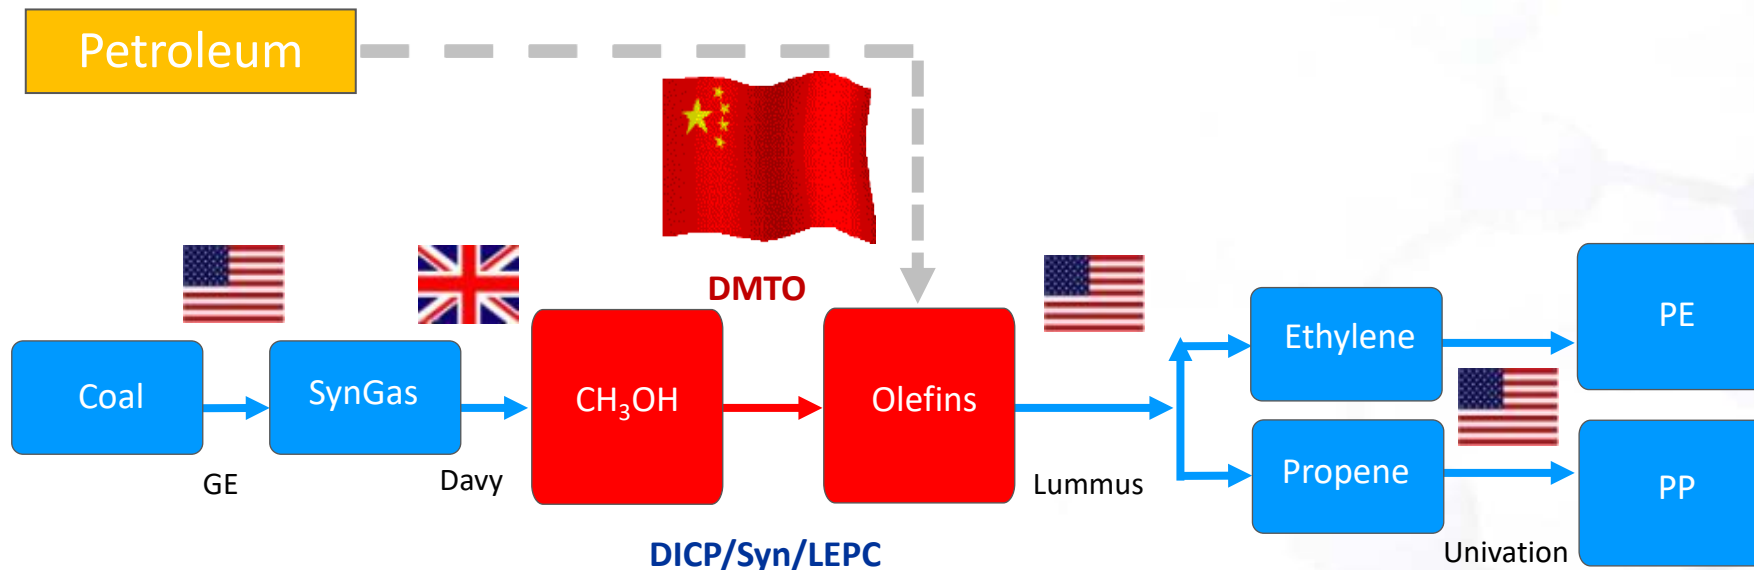 Petroleum
DMTO
Coal
SynGas
CH₃OH
Olefins
Ethylene
PE
Propene
PP
GE
Davy
Lummus
Univation
DICP/Syn/LEPC